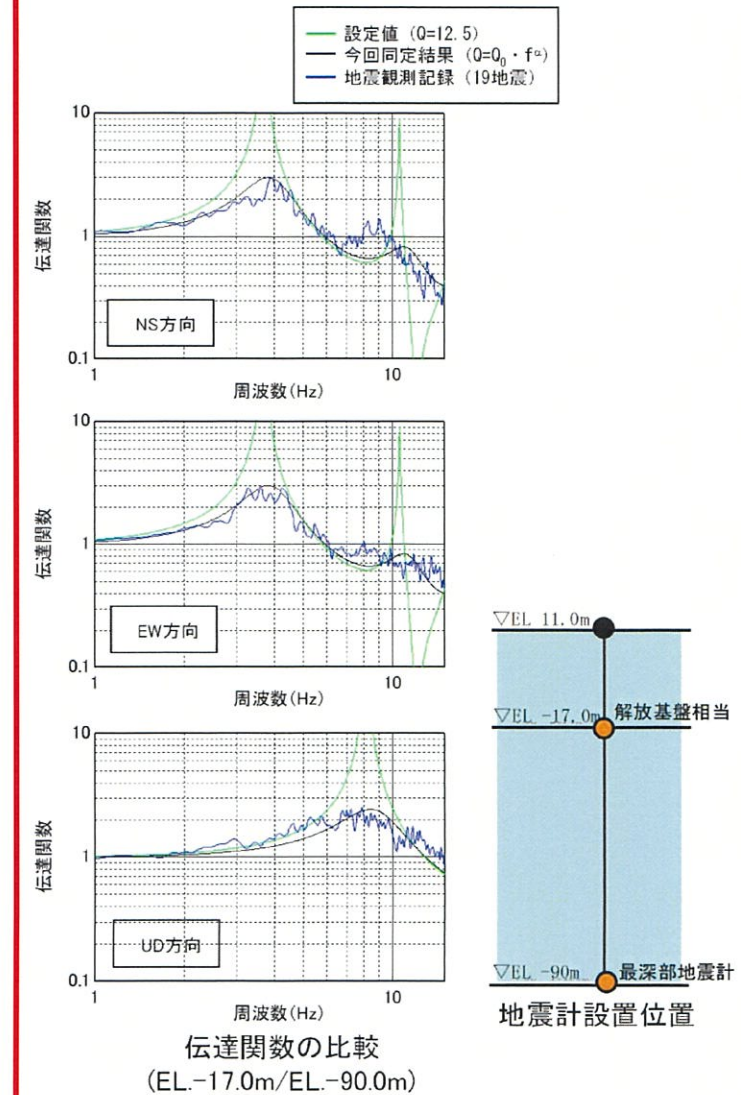 設定値 (Q=12.5)
今回同定結果 (Q=Q₀・fᵅ)
地震観測記録 (19地震)
10
1
0.1
伝達関数
NS方向
1
10
周波数(Hz)
10
1
0.1
伝達関数
EW方向
1
10
周波数(Hz)
10
1
0.1
伝達関数
UD方向
1
10
周波数(Hz)
伝達関数の比較
(EL.-17.0m/EL.-90.0m)
▽EL 11.0m
▽EL. -17.0m 解放基盤相当
▽EL. -90m 最深部地震計
地震計設置位置